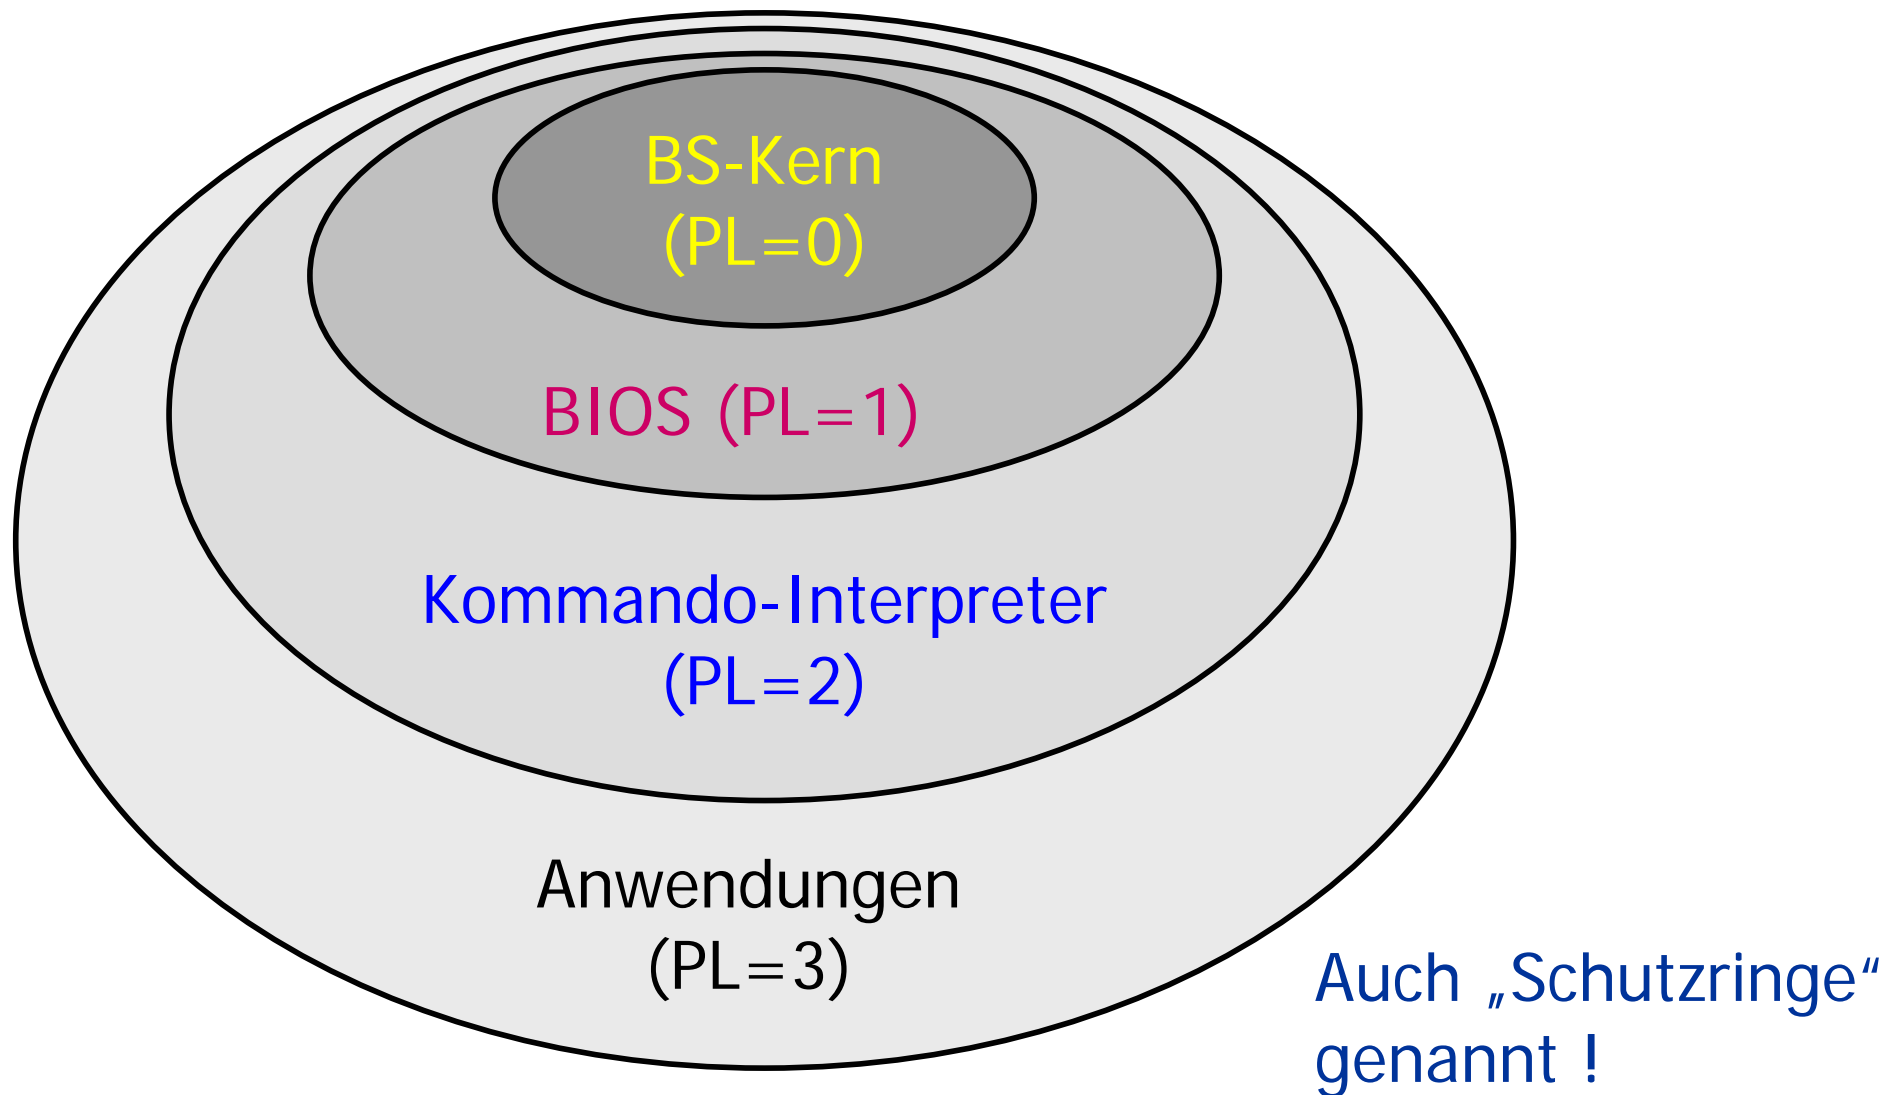 BS-Kern
(PL=0)
BIOS (PL=1)
Kommando-Interpreter
(PL=2)
Anwendungen
(PL=3)
Auch „Schutzringe“
genannt !